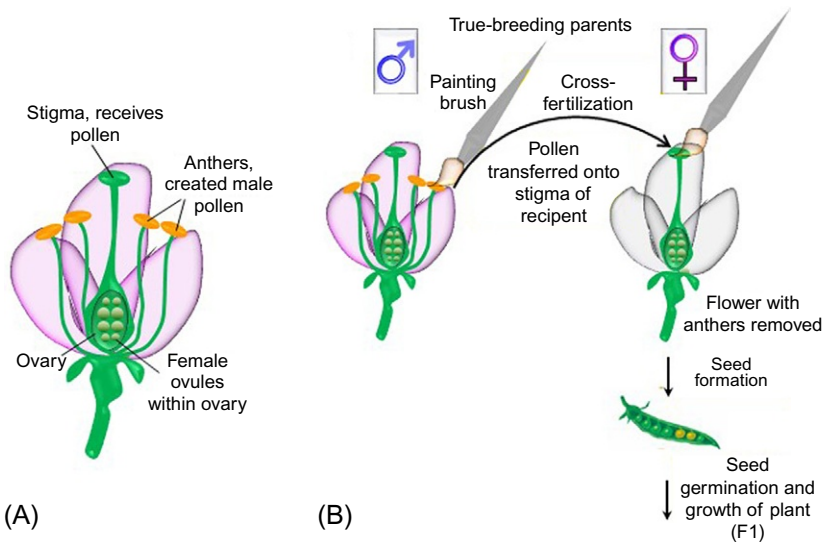 Stigma, receives
pollen
Anthers,
created male
pollen
Ovary
Female
ovules
within ovary
(A)
True-breeding parents
Painting
brush
Cross-
fertilization
Pollen
transferred onto
stigma of
recipent
Flower with
anthers removed
Seed
formation
Seed
germination and
growth of plant
(F1)
(B)